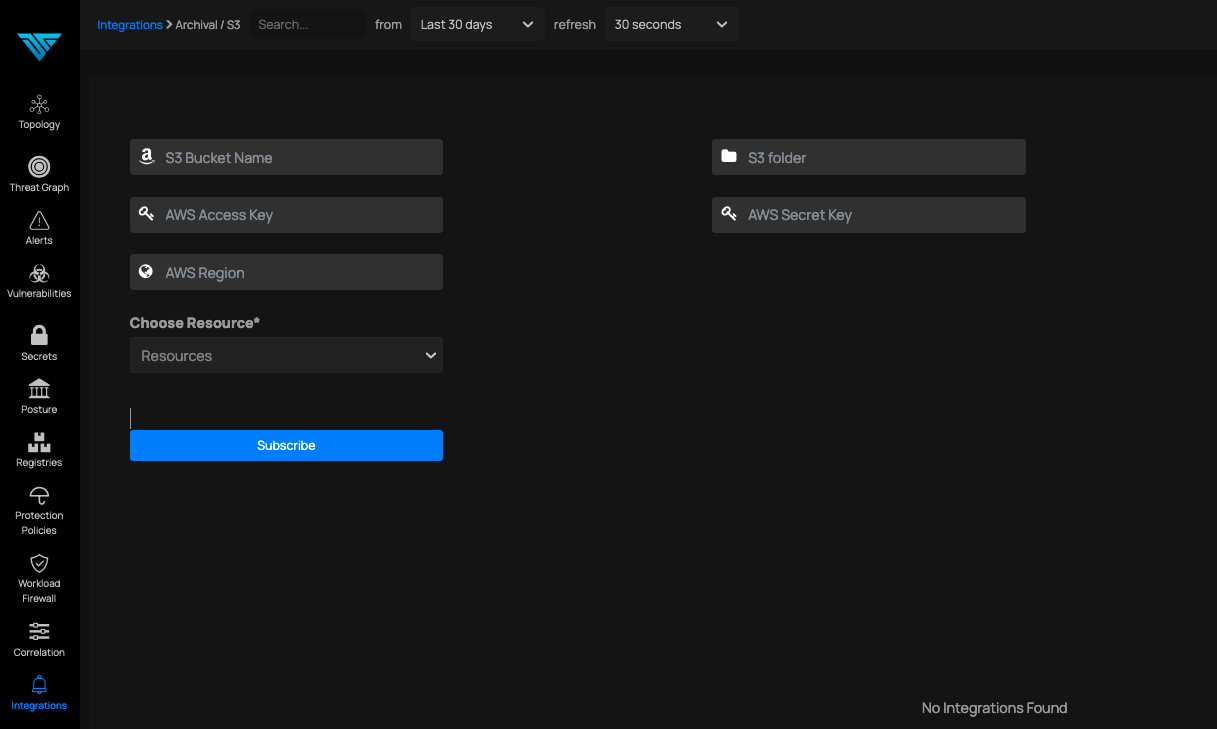 Integrations > Archival / S3 Search... from Last 30 days refresh 30 seconds
Topology
Threat Graph
Alerts
Vulnerabilities
Secrets
Posture
Registries
Protection
Policies
Workload
Firewall
Correlation
Integrations
S3 Bucket Name
S3 folder
AWS Access Key
AWS Secret Key
AWS Region
Choose Resource*
Resources
Subscribe
No Integrations Found